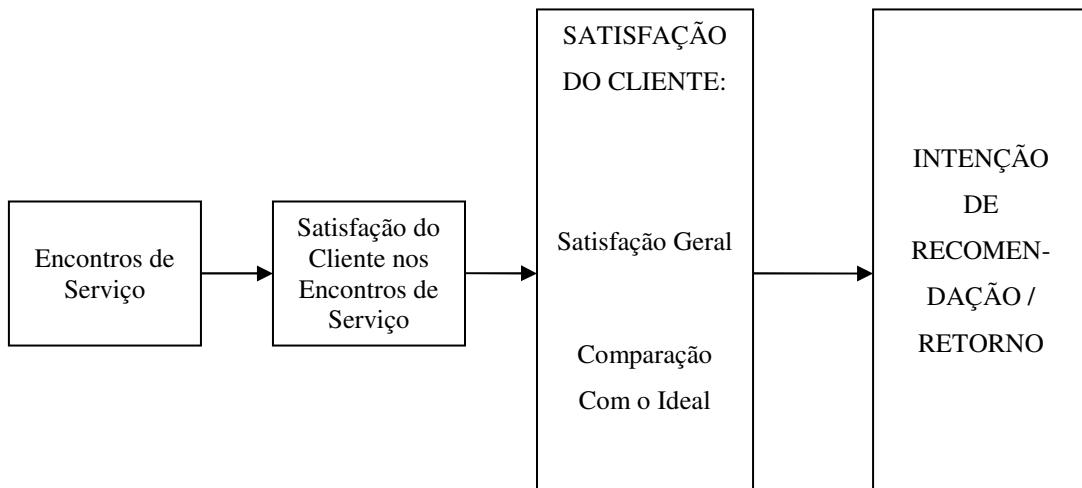 Encontros de
Serviço
Satisfação do
Cliente nos
Encontros de
Serviço
SATISFAÇÃO
DO CLIENTE:
Satisfação Geral
Comparação
Com o Ideal
INTENÇÃO
DE
RECOMEN-
DAÇÃO /
RETORNO